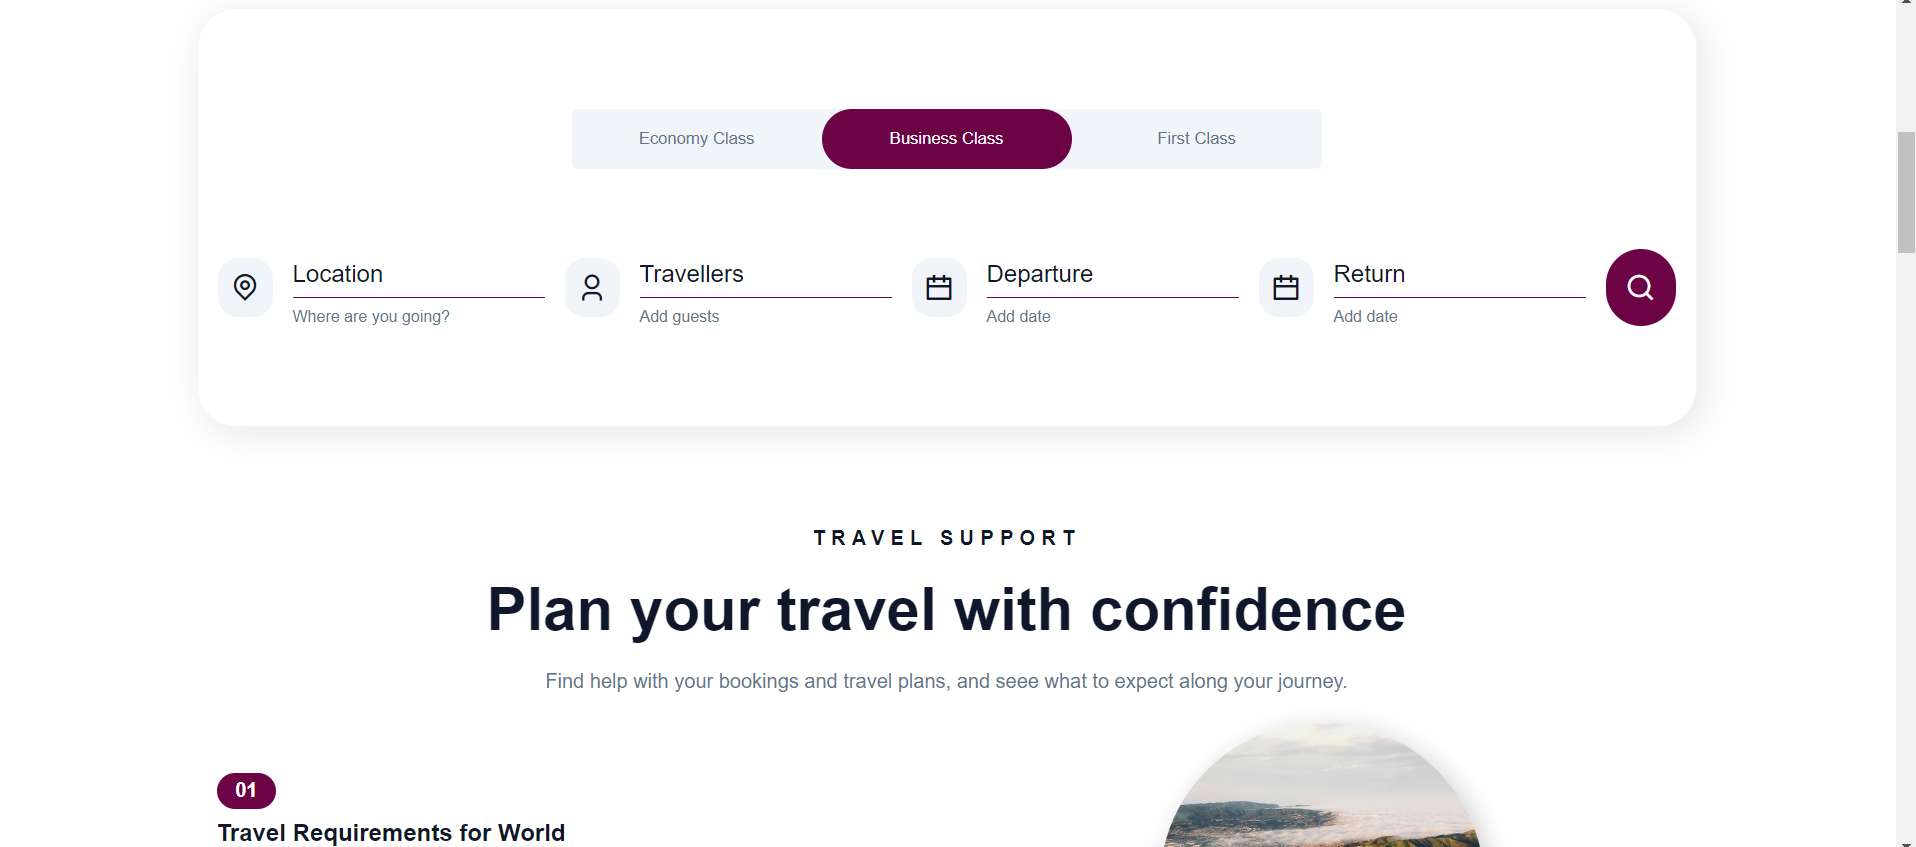 Economy Class Business Class First Class
Location Travellers Departure Return
Where are you going? Add guests Add date Add date
TRAVEL SUPPORT
Plan your travel with confidence
Find help with your bookings and travel plans, and seee what to expect along your journey.
01
Travel Requirements for World